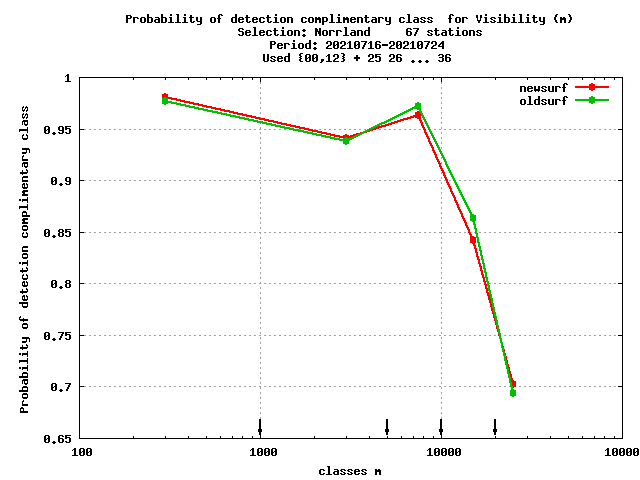 Probability of detection complimentary class  for Visibility (m)
Selection: Norrland     67 stations
Period: 20210716-20210724
Used {00,12} + 25 26 ... 36
newsurf
oldsurf
Probability of detection complimentary class
1
0.95
0.9
0.85
0.8
0.75
0.7
0.65
100
1000
10000
10000
classes m